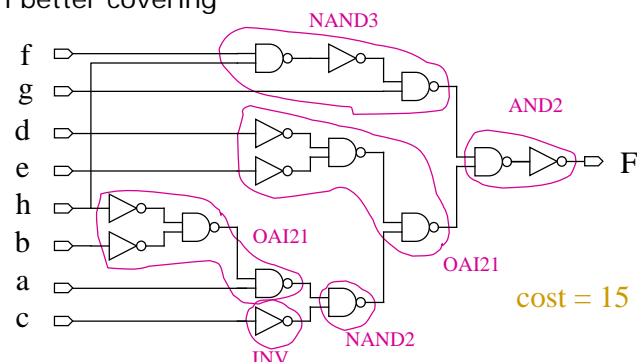 better covering
NAND3
f
g
AND2
d
e
F
h
b
OAI21
OAI21
a
cost = 15
c
NAND2
INV